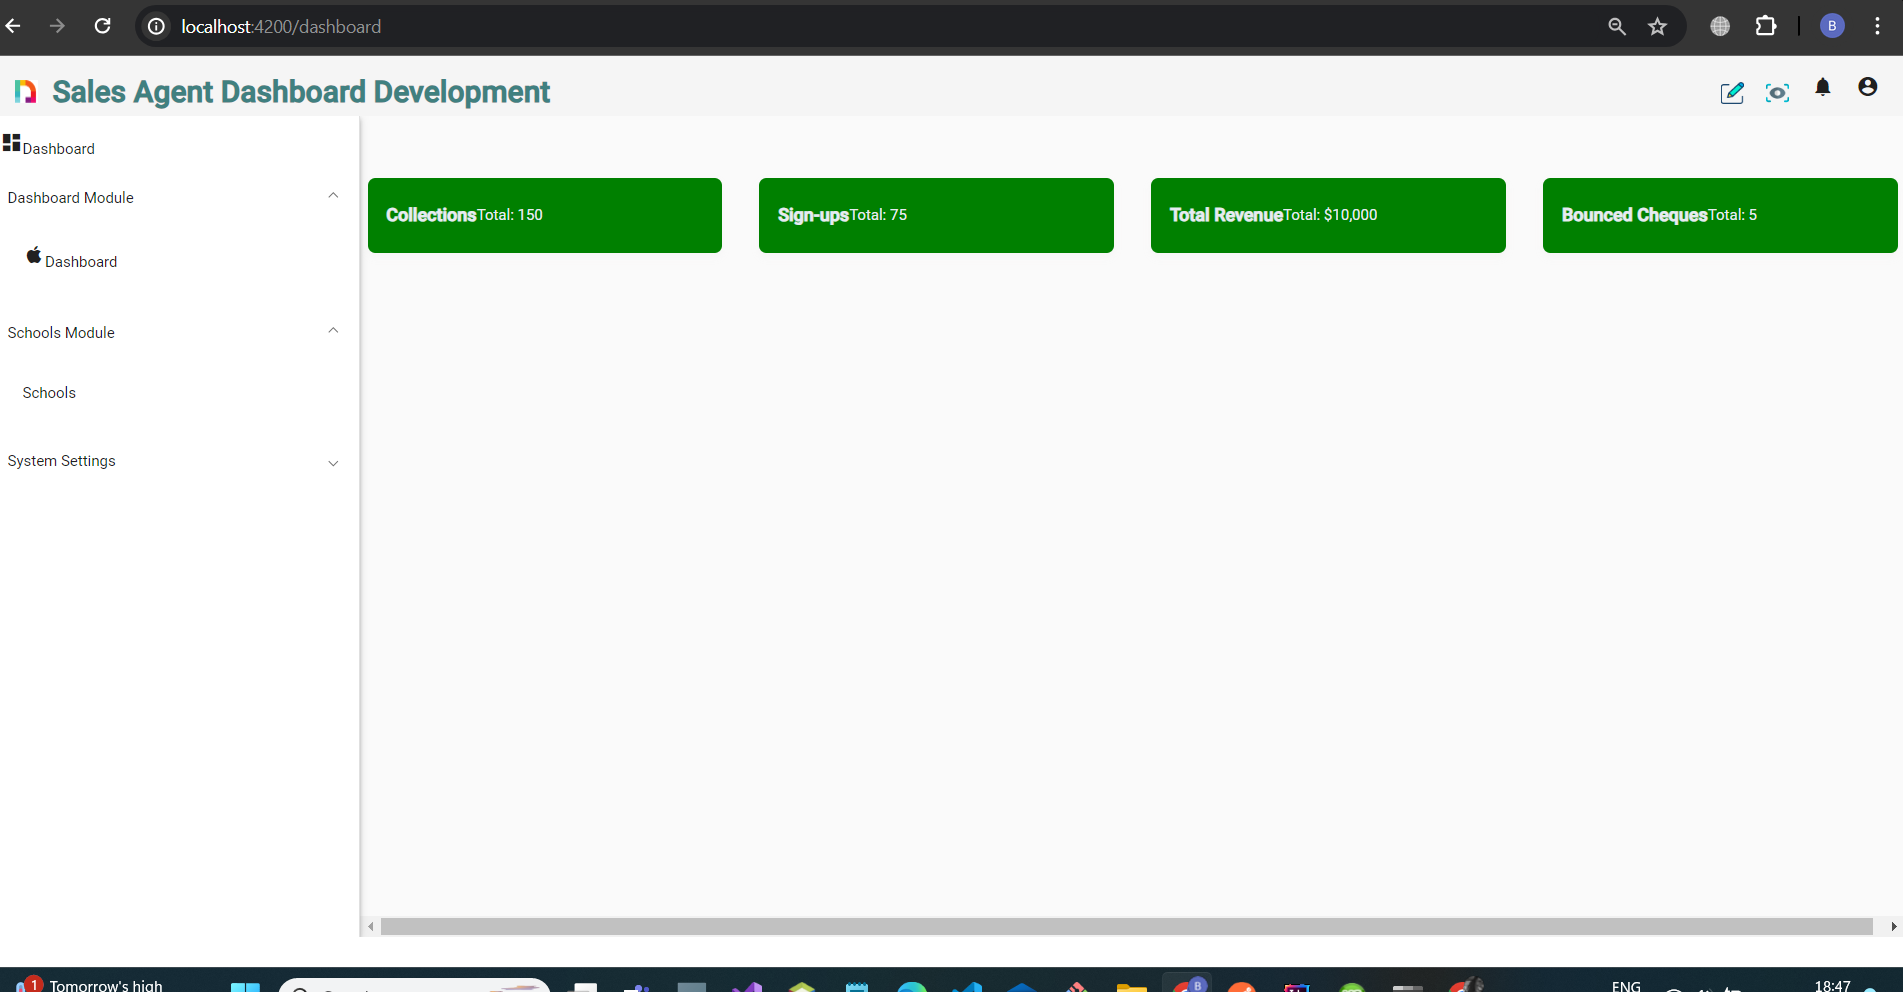 localhost:4200/dashboard
B
Sales Agent Dashboard Development
Dashboard
Dashboard Module
Dashboard
Schools Module
Schools
System Settings
Collections Total: 150
Sign-ups Total: 75
Total Revenue Total: $10,000
Bounced Cheques Total: 5
1
Tomorrow's high
B
ENG
18:47